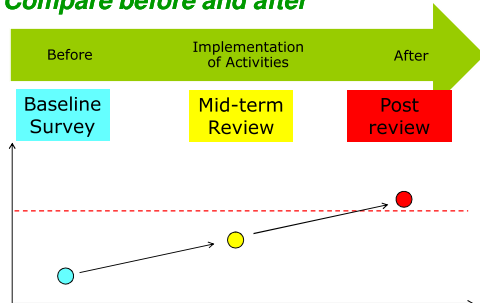 Compare before and after
Before
Implementation
of Activities
After
Baseline
Survey
Mid-term
Review
Post
review